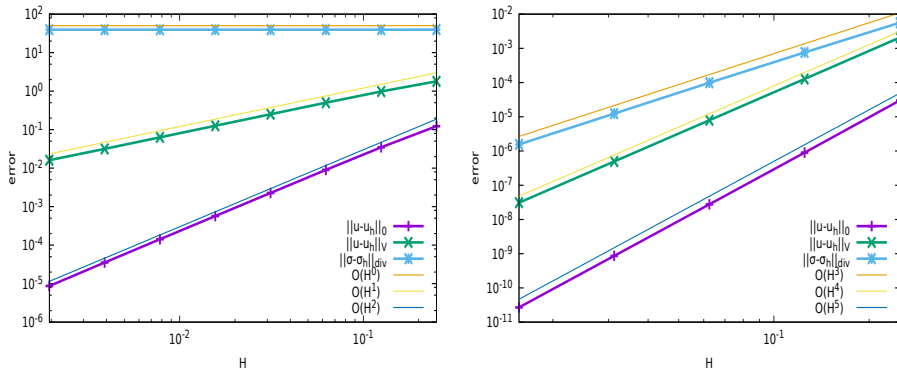 10^2
10^1
10^0
10^-1
10^-2
10^-3
10^-4
10^-5
10^-6
error
10^-2
10^-1
H
||u-u_h||_0
||u-u_h||_V
||σ-σ_h||_div
O(H^0)
O(H^1)
O(H^2)
10^-2
10^-3
10^-4
10^-5
10^-6
10^-7
10^-8
10^-9
10^-10
10^-11
error
10^-1
H
||u-u_h||_0
||u-u_h||_V
||σ-σ_h||_div
O(H^3)
O(H^4)
O(H^5)